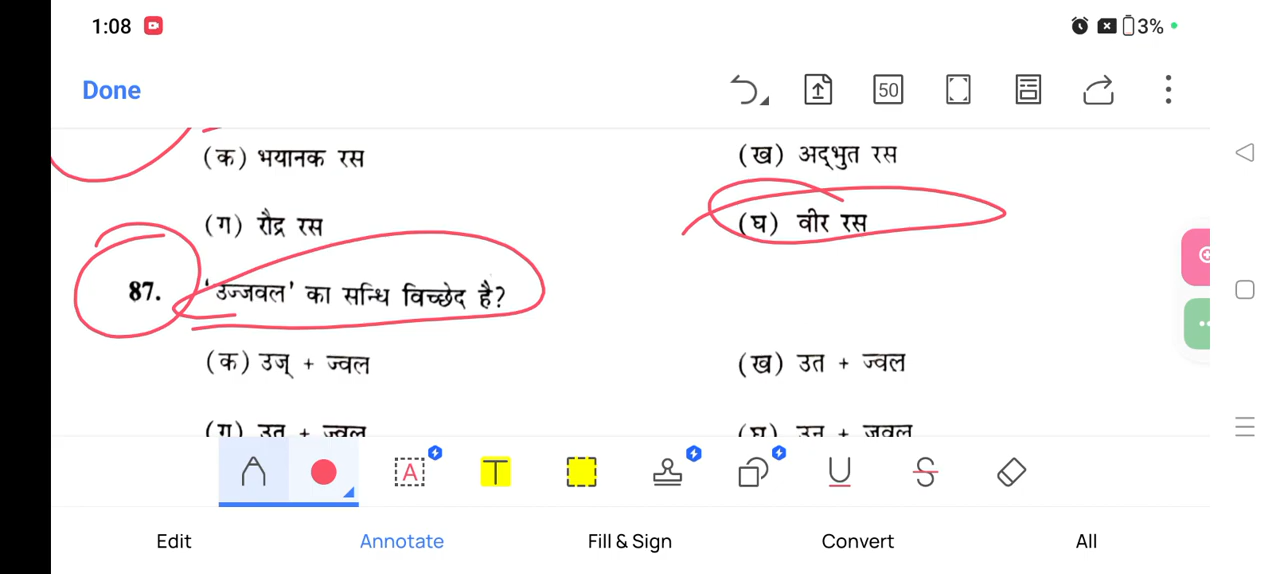 1:08 3%
Done 50
(क) भयानक रस (ख) अद्भुत रस
(ग) रौद्र रस (घ) वीर रस
87. 'उज्जवल' का सन्धि विच्छेद है?
(क) उज् + ज्वल (ख) उत + ज्वल
A T U S
Edit Annotate Fill & Sign Convert All